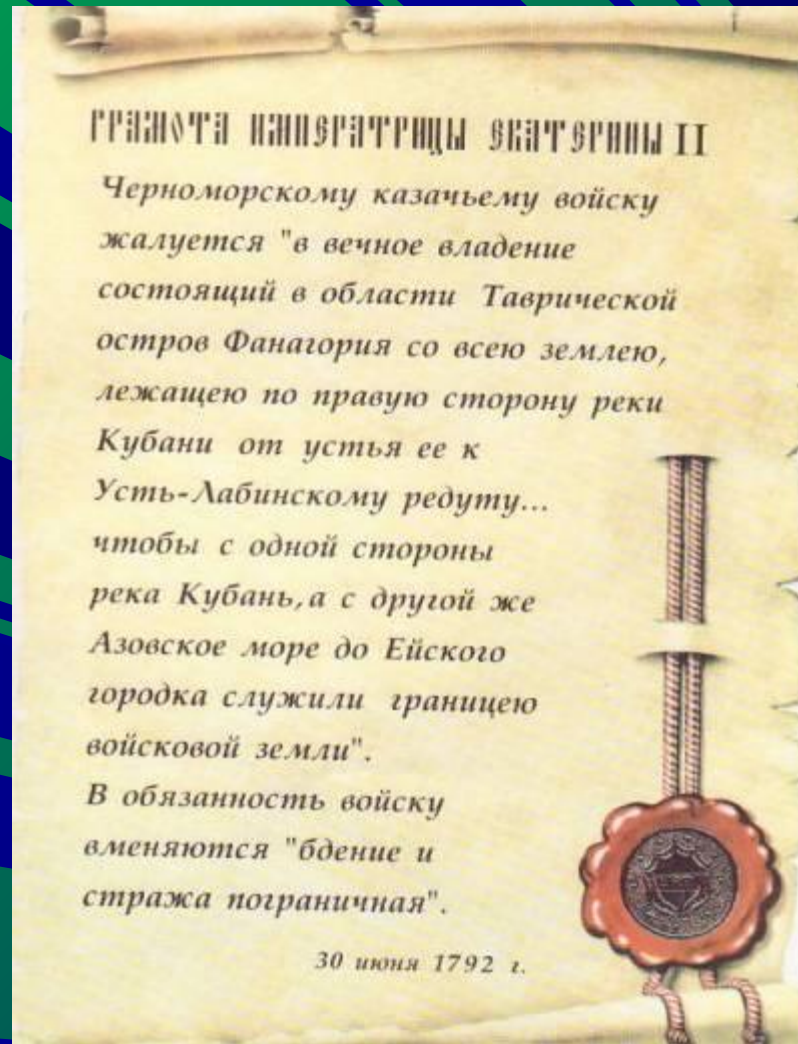 ГРАМОТА ИМПЕРАТРИЦЫ ЕКАТЕРИНЫ II
Черноморскому казачьему войску
жалуется "в вечное владение
состоящий в области Таврической
остров Фанагория со всею землею,
лежащею по правую сторону реки
Кубани от устья ее к
Усть-Лабинскому редуту...
чтобы с одной стороны
река Кубань,а с другой же
Азовское море до Ейского
городка служили границею
войсковой земли".
В обязанность войску
вменяются "бдение и
стража пограничная".
30 июня 1792 г.